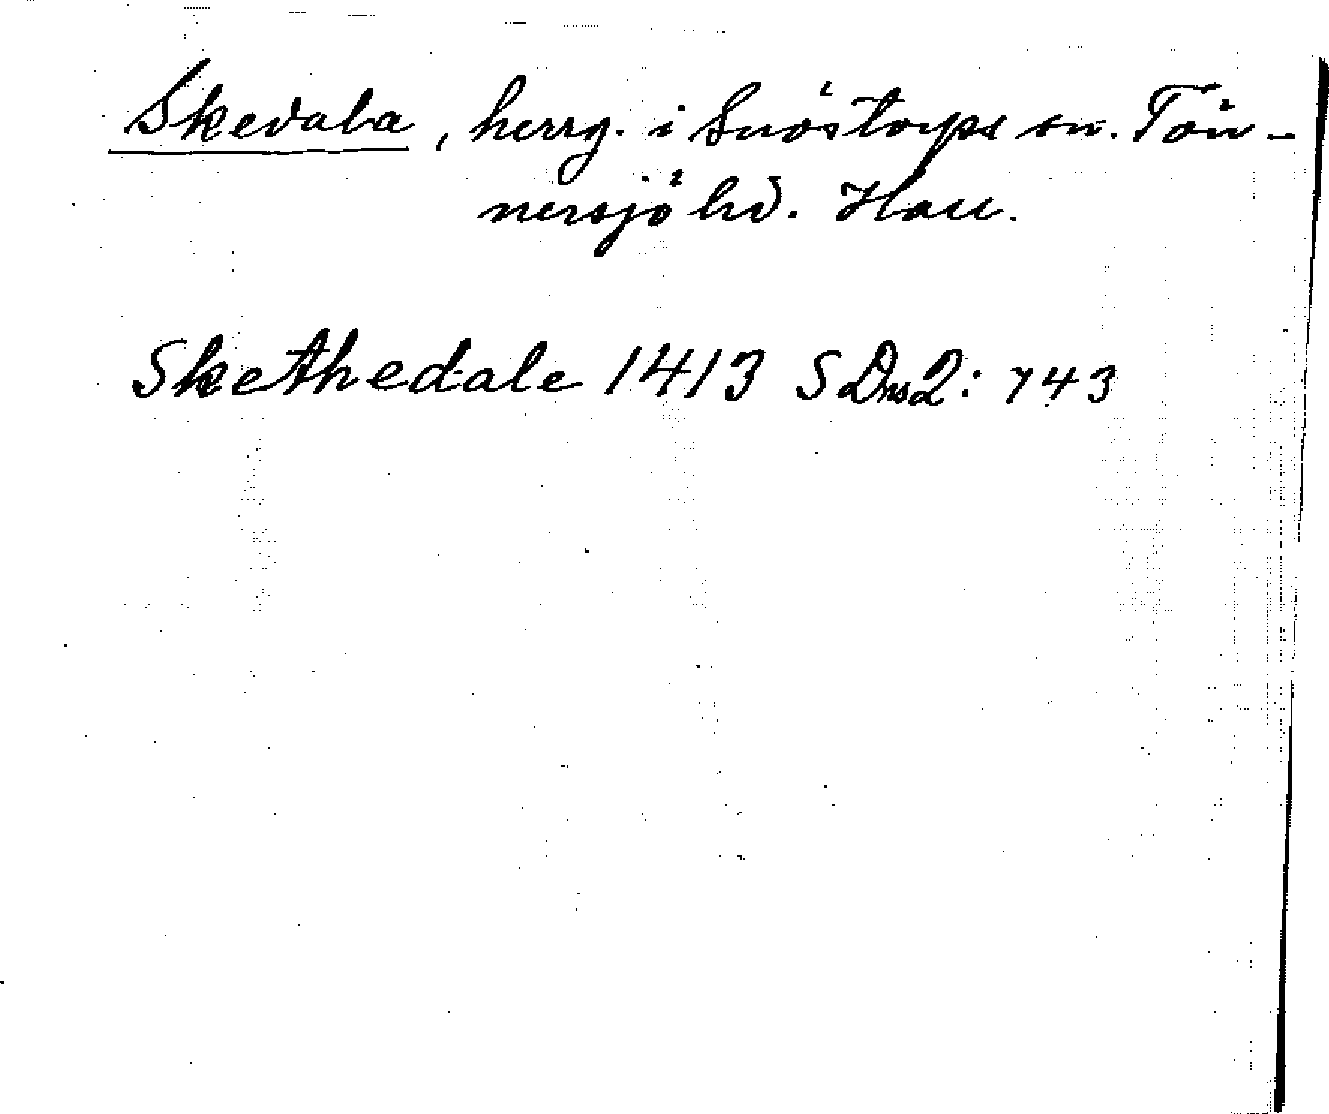 Skedala, herrg. i Snöstorps sn. Tön-
nersjö hd. Hall.
Skethedale 1413 SDns2: 743